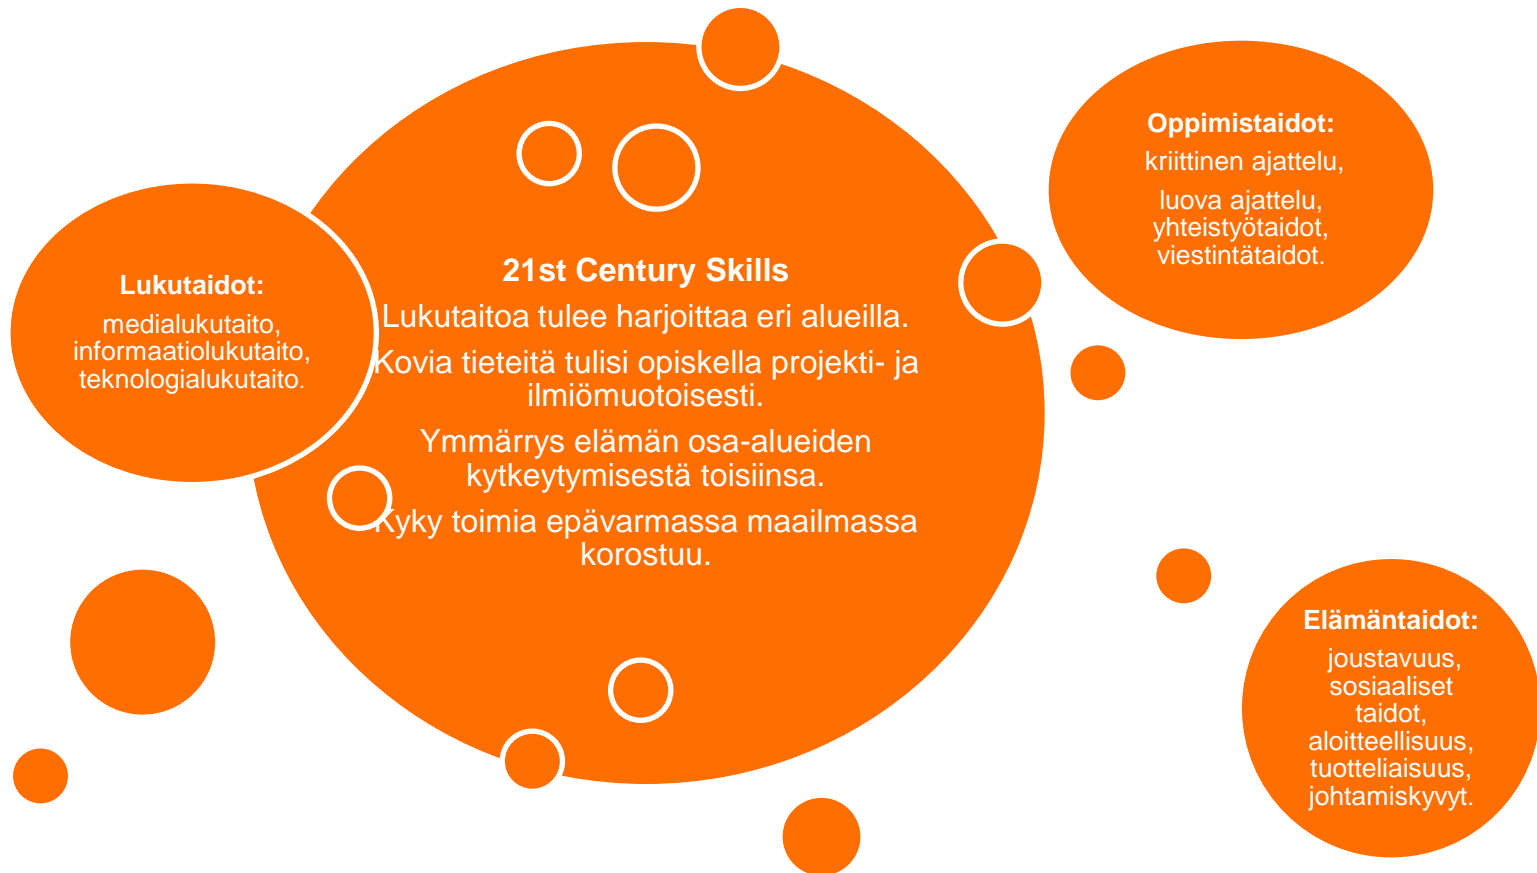 21st Century Skills
Lukutaitoa tulee harjoittaa eri alueilla.
Kovia tieteitä tulisi opiskella projekti- ja
ilmiömuotoisesti.
Ymmärrys elämän osa-alueiden
kytkeytymisestä toisiinsa.
Kyky toimia epävarmassa maailmassa
korostuu.
Lukutaidot:
medialukutaito,
informaatiolukutaito,
teknologialukutaito.
Oppimistaidot:
kriittinen ajattelu,
luova ajattelu,
yhteistyötaidot,
viestintätaidot.
Elämäntaidot:
joustavuus,
sosiaaliset
taidot,
aloitteellisuus,
tuotteliaisuus,
johtamiskyvyt.